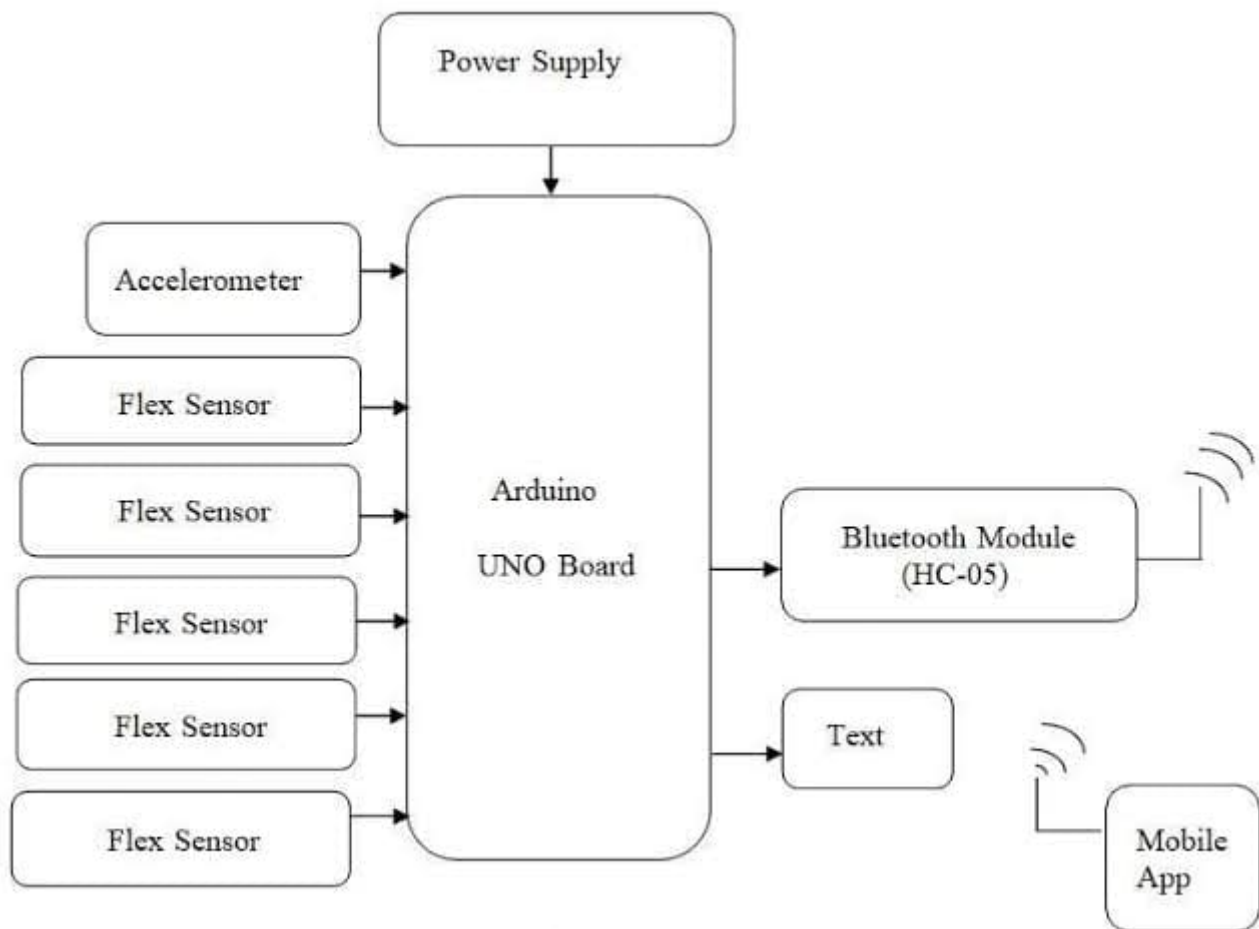 Power Supply
Accelerometer
Flex Sensor
Flex Sensor
Flex Sensor
Flex Sensor
Flex Sensor
Arduino
UNO Board
Bluetooth Module
(HC-05)
Text
Mobile
App